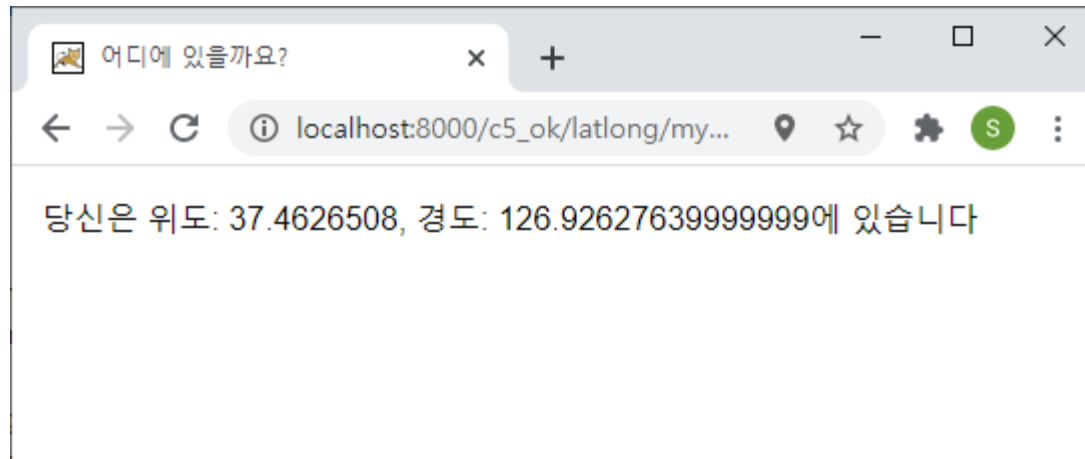 어디에 있을까요?
localhost:8000/c5_ok/latlong/my...
S
당신은 위도: 37.4626508, 경도: 126.92627639999999에 있습니다